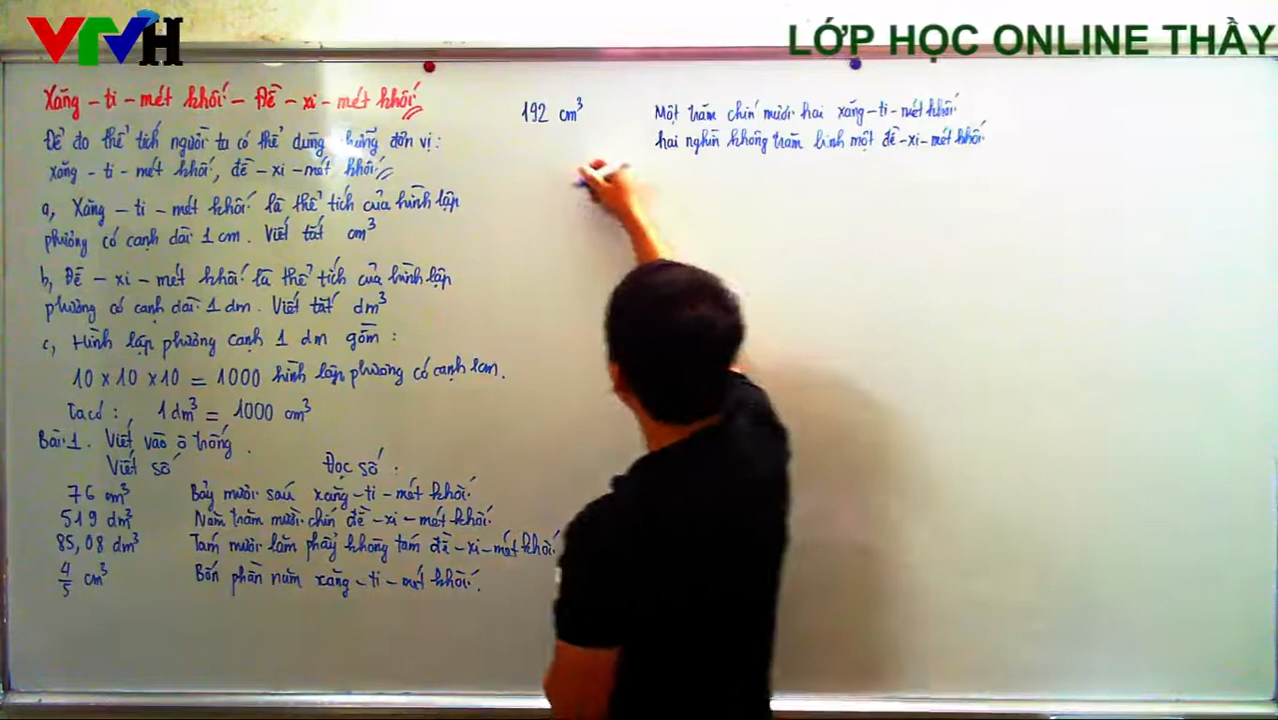 VTVH
LỚP HỌC ONLINE THẦY
Xăng-ti-mét khối - Đề-xi-mét khối
Để đo thể tích người ta có thể dùng những đơn vị:
xăng-ti-mét khối, đề-xi-mét khối
a, Xăng-ti-mét khối là thể tích của hình lập
phương có cạnh dài 1cm. Viết tắt cm³
b, Đề-xi-mét khối là thể tích của hình lập
phương có cạnh dài 1 dm. Viết tắt dm³
c, Hình lập phương cạnh 1 dm gồm:
10 x 10 x 10 = 1000 hình lập phương có cạnh 1cm.
Ta có: 1dm³ = 1000 cm³
Bài 1. Viết vào ô trống.
Viết số Đọc số.
76 cm³ Bảy mươi sáu xăng-ti-mét khối
519 dm³ Năm trăm mười chín đề-xi-mét khối.
85,08 dm³ Tám mươi lăm phẩy không tám đề-xi-mét khối.
4/5 cm³ Bốn phần năm xăng-ti-mét khối.
192 cm³ Một trăm chín mươi hai xăng-ti-mét khối
hai nghìn không trăm linh một đề-xi-mét khối.